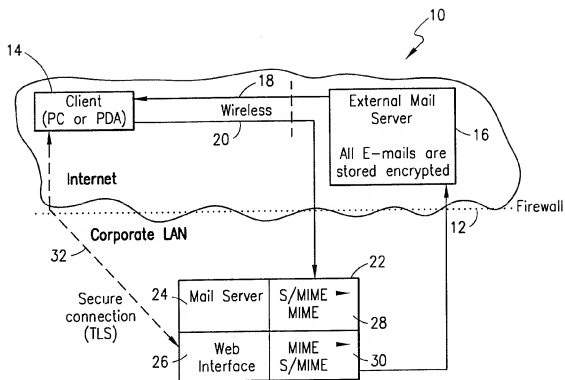 10
14
18
Client
(PC or PDA)
Wireless
20
External Mail
Server
All E-mails are
stored encrypted
16
Internet
Firewall
12
Corporate LAN
32
22
Secure
connection
(TLS)
24 Mail Server
S/MIME
MIME
28
Web
Interface
26
MIME
S/MIME
30